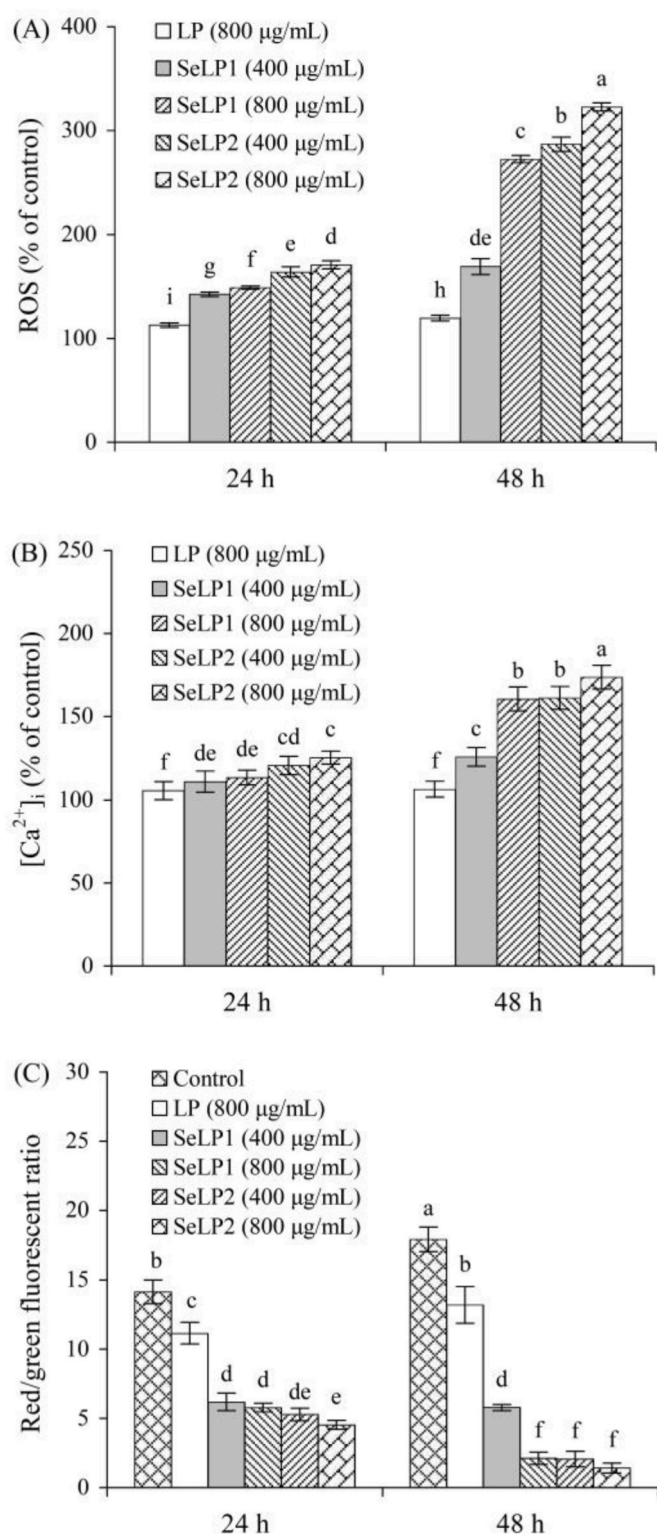 (A)
400
300
200
100
0
ROS (% of control)
LP (800 μg/mL)
SeLP1 (400 μg/mL)
SeLP1 (800 μg/mL)
SeLP2 (400 μg/mL)
SeLP2 (800 μg/mL)
i g f e d
h de c b a
24 h 48 h
(B)
250
200
150
100
50
0
[Ca²⁺]ᵢ (% of control)
LP (800 μg/mL)
SeLP1 (400 μg/mL)
SeLP1 (800 μg/mL)
SeLP2 (400 μg/mL)
SeLP2 (800 μg/mL)
f de de cd c
f c b b a
24 h 48 h
(C)
30
25
20
15
10
5
0
Red/green fluorescent ratio
Control
LP (800 μg/mL)
SeLP1 (400 μg/mL)
SeLP1 (800 μg/mL)
SeLP2 (400 μg/mL)
SeLP2 (800 μg/mL)
b c d d de e
a b d f f f
24 h 48 h